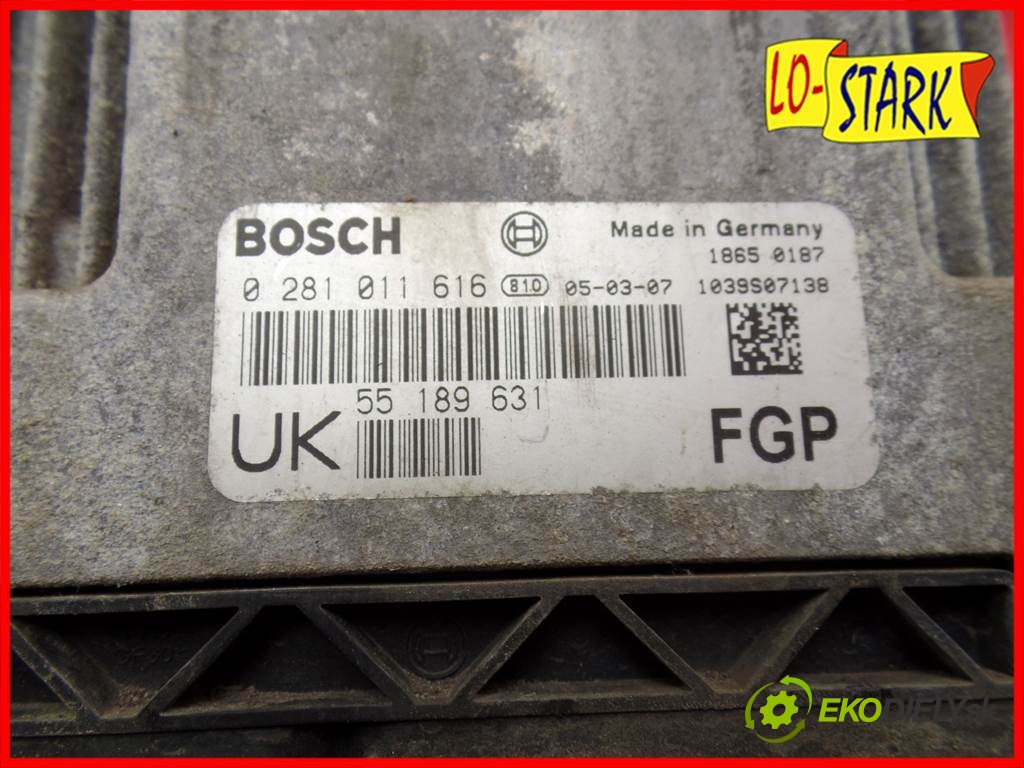 LO-STARK
BOSCH
Made in Germany
1865 0187
0 281 011 616 810 05-03-07 1039S07138
55 189 631
UK
FGP
EKODIELY.SK